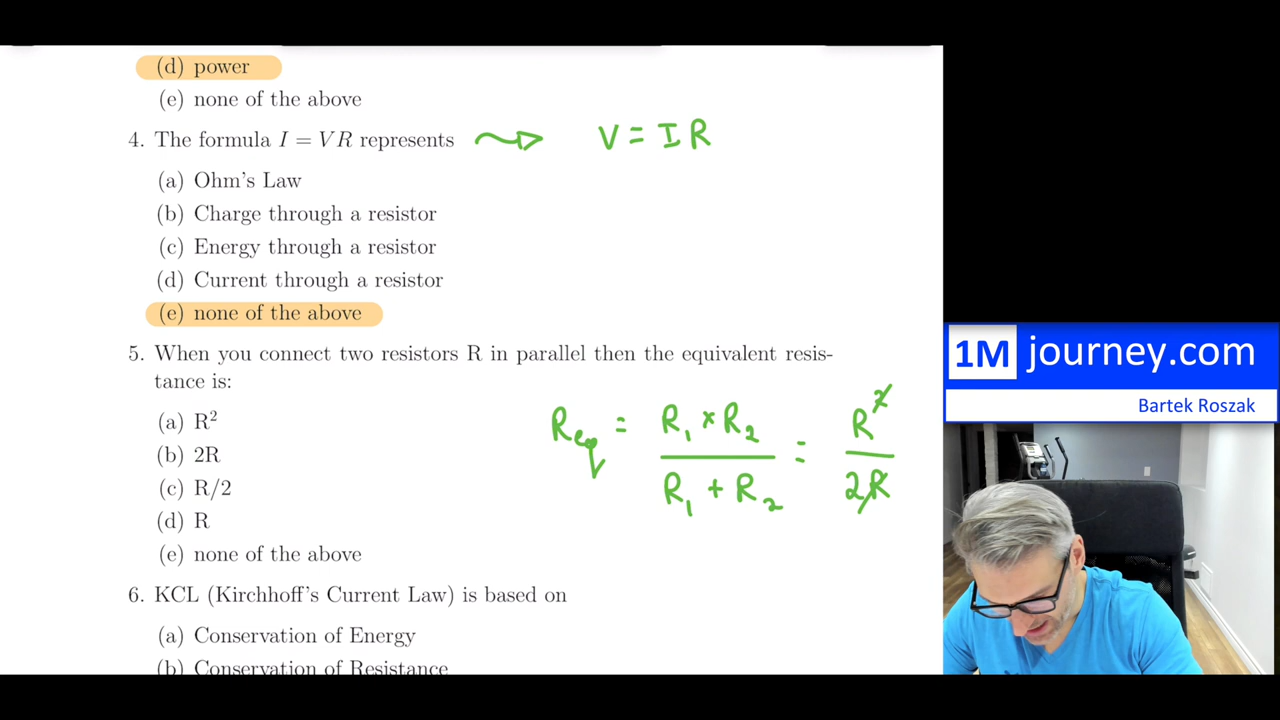 (d) power
(e) none of the above
4. The formula I = VR represents
V = IR
(a) Ohm's Law
(b) Charge through a resistor
(c) Energy through a resistor
(d) Current through a resistor
(e) none of the above
5. When you connect two resistors R in parallel then the equivalent resis-
tance is:
(a) R²
(b) 2R
(c) R/2
(d) R
(e) none of the above
Req = R₁ × R₂ / R₁ + R₂ = R² / 2R
6. KCL (Kirchhoff's Current Law) is based on
(a) Conservation of Energy
(b) Conservation of Resistance
1M journey.com
Bartek Roszak